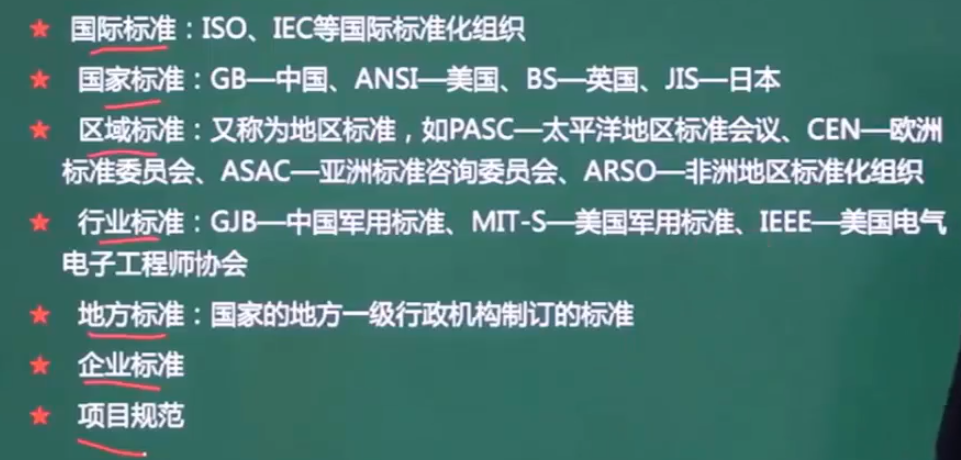 ★ 国际标准：ISO、IEC等国际标准化组织
★ 国家标准：GB—中国、ANSI—美国、BS—英国、JIS—日本
★ 区域标准：又称为地区标准，如PASC—太平洋地区标准会议、CEN—欧洲
标准委员会、ASAC—亚洲标准咨询委员会、ARSO—非洲地区标准化组织
★ 行业标准：GJB—中国军用标准、MIT-S—美国军用标准、IEEE—美国电气
电子工程师协会
★ 地方标准：国家的地方一级行政机构制订的标准
★ 企业标准
★ 项目规范